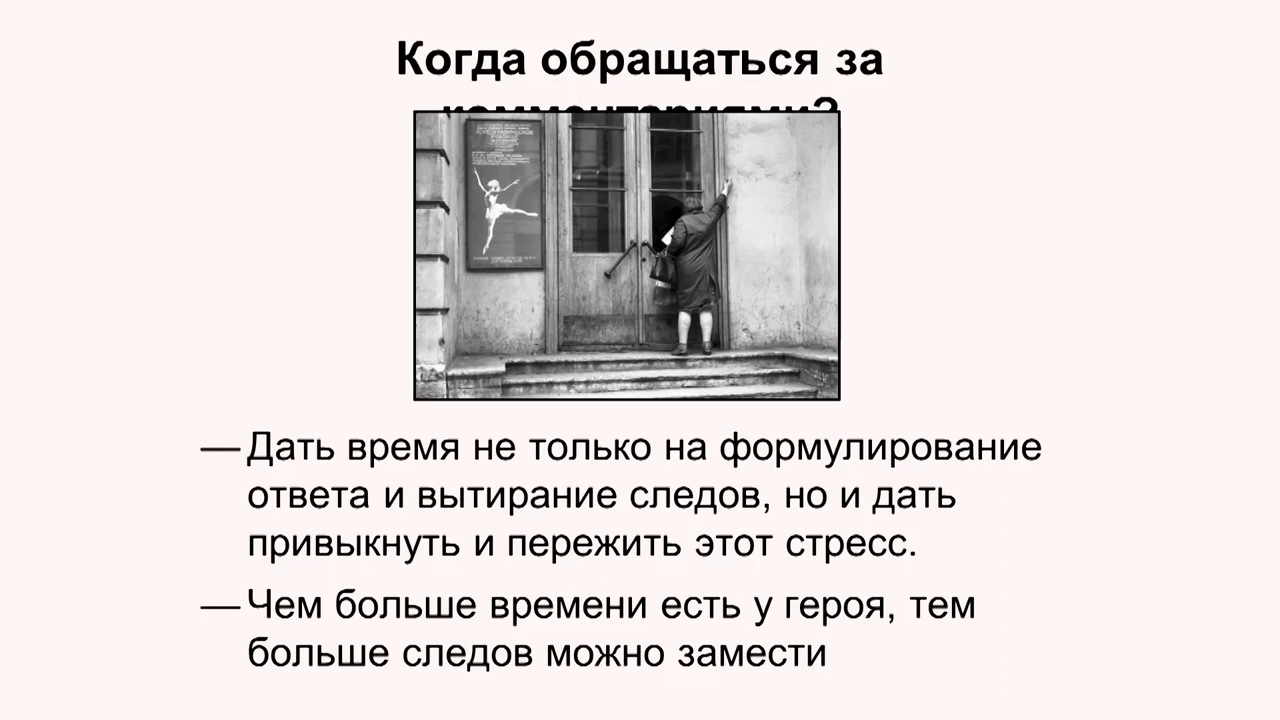 Когда обращаться за
комментариями?
— Дать время не только на формулирование
ответа и вытирание следов, но и дать
привыкнуть и пережить этот стресс.
— Чем больше времени есть у героя, тем
больше следов можно замести